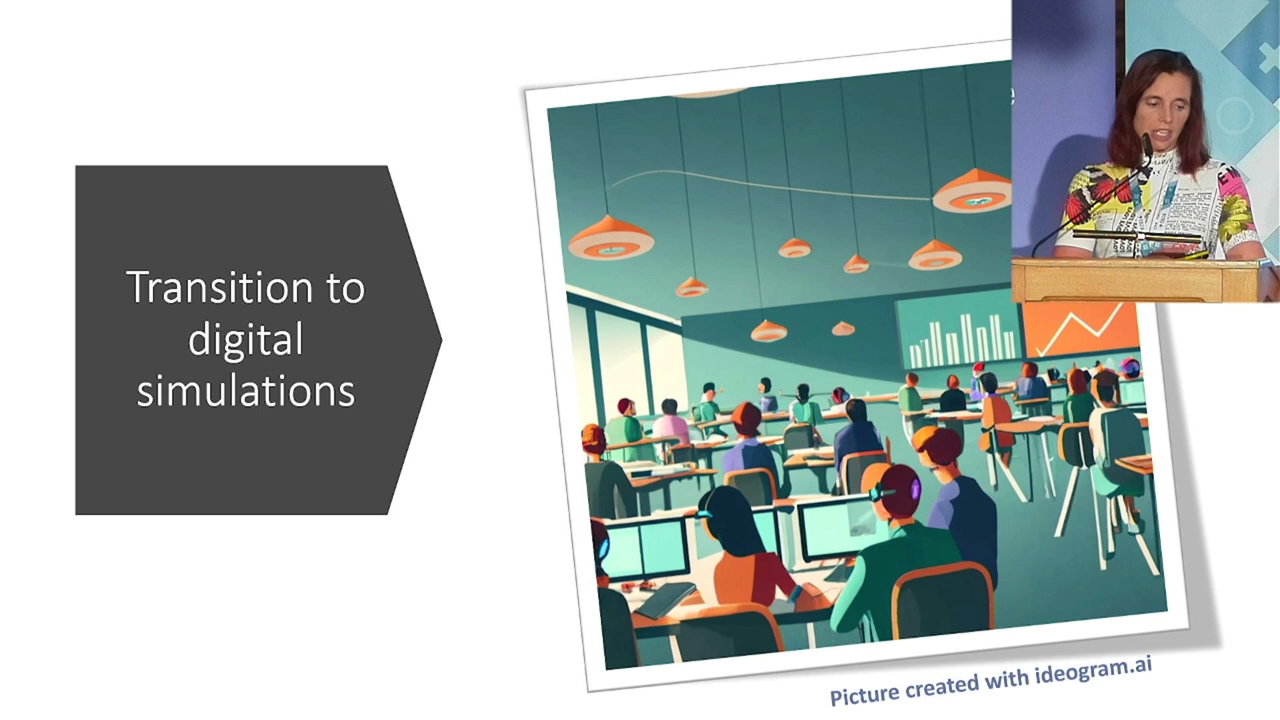 Transition to
digital
simulations
Picture created with ideogram.ai